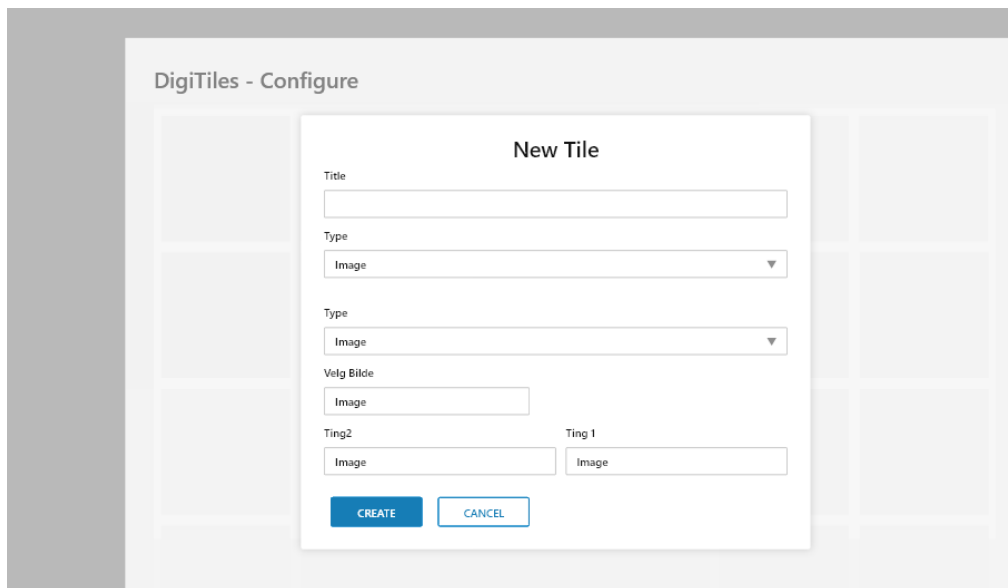 DigiTiles - Configure
New Tile
Title
Type
Image
Type
Image
Velg Bilde
Image
Ting2 Ting 1
Image Image
CREATE CANCEL